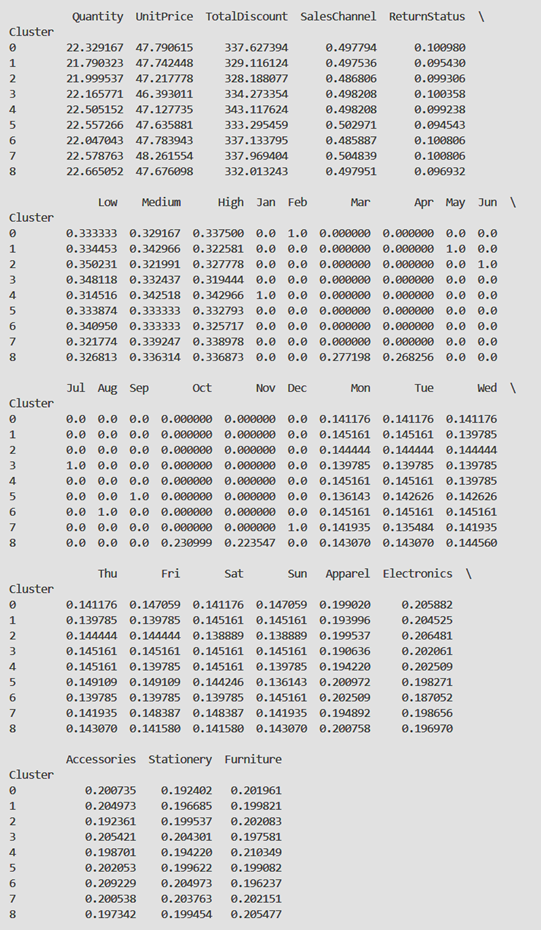 Quantity UnitPrice TotalDiscount SalesChannel ReturnStatus \
Cluster
0 22.329167 47.790615 337.627394 0.497794 0.100980
1 21.790323 47.742448 329.116124 0.497536 0.095430
2 21.999537 47.217778 328.188077 0.486806 0.099306
3 22.165771 46.393011 334.273354 0.498208 0.100358
4 22.505152 47.127735 343.117624 0.498208 0.099238
5 22.557266 47.635881 333.295459 0.502971 0.094543
6 22.047043 47.783943 337.133795 0.485887 0.100806
7 22.578763 48.261554 337.969404 0.504839 0.100806
8 22.665052 47.676098 332.013243 0.497951 0.096932
Low Medium High Jan Feb Mar Apr May Jun \
Cluster
0 0.333333 0.329167 0.337500 0.0 1.0 0.000000 0.000000 0.0 0.0
1 0.334453 0.342966 0.322581 0.0 0.0 0.000000 0.000000 1.0 0.0
2 0.350231 0.321991 0.327778 0.0 0.0 0.000000 0.000000 0.0 1.0
3 0.348118 0.332437 0.319444 0.0 0.0 0.000000 0.000000 0.0 0.0
4 0.314516 0.342518 0.342966 1.0 0.0 0.000000 0.000000 0.0 0.0
5 0.333874 0.333333 0.332793 0.0 0.0 0.000000 0.000000 0.0 0.0
6 0.340950 0.333333 0.325717 0.0 0.0 0.000000 0.000000 0.0 0.0
7 0.321774 0.339247 0.338978 0.0 0.0 0.000000 0.000000 0.0 0.0
8 0.326813 0.336314 0.336873 0.0 0.0 0.277198 0.268256 0.0 0.0
Jul Aug Sep Oct Nov Dec Mon Tue Wed \
Cluster
0 0.0 0.0 0.0 0.000000 0.000000 0.0 0.141176 0.141176 0.141176
1 0.0 0.0 0.0 0.000000 0.000000 0.0 0.145161 0.145161 0.139785
2 0.0 0.0 0.0 0.000000 0.000000 0.0 0.144444 0.144444 0.144444
3 1.0 0.0 0.0 0.000000 0.000000 0.0 0.139785 0.139785 0.139785
4 0.0 0.0 0.0 0.000000 0.000000 0.0 0.145161 0.145161 0.139785
5 0.0 0.0 1.0 0.000000 0.000000 0.0 0.136143 0.142626 0.142626
6 0.0 1.0 0.0 0.000000 0.000000 0.0 0.145161 0.145161 0.145161
7 0.0 0.0 0.0 0.000000 0.000000 1.0 0.141935 0.135484 0.141935
8 0.0 0.0 0.0 0.230999 0.223547 0.0 0.143070 0.143070 0.144560
Thu Fri Sat Sun Apparel Electronics \
Cluster
0 0.141176 0.147059 0.141176 0.147059 0.199020 0.205882
1 0.139785 0.139785 0.145161 0.145161 0.193996 0.204525
2 0.144444 0.144444 0.138889 0.138889 0.199537 0.206481
3 0.145161 0.145161 0.145161 0.145161 0.190636 0.202061
4 0.145161 0.139785 0.145161 0.139785 0.194220 0.202509
5 0.149109 0.149109 0.144246 0.136143 0.200972 0.198271
6 0.139785 0.139785 0.139785 0.145161 0.202509 0.187052
7 0.141935 0.148387 0.148387 0.141935 0.194892 0.198656
8 0.143070 0.141580 0.141580 0.143070 0.200758 0.196970
Accessories Stationery Furniture
Cluster
0 0.200735 0.192402 0.201961
1 0.204973 0.196685 0.199821
2 0.192361 0.199537 0.202083
3 0.205421 0.204301 0.197581
4 0.198701 0.194220 0.210349
5 0.202053 0.199622 0.199082
6 0.209229 0.204973 0.196237
7 0.200538 0.203763 0.202151
8 0.197342 0.199454 0.205477